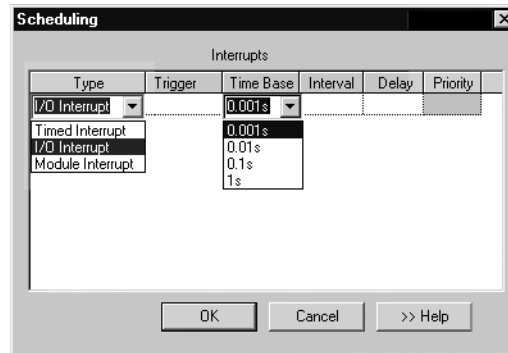 Scheduling
Interrupts
Type Trigger Time Base Interval Delay Priority
I/O Interrupt 0.001s
Timed Interrupt 0.001s
I/O Interrupt 0.01s
Module Interrupt 0.1s
1s
OK Cancel >> Help